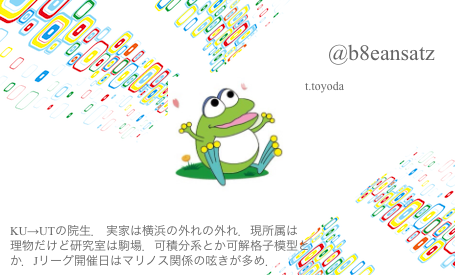 @b8eansatz
t.toyoda
KU→UTの院生．　実家は横浜の外れの外れ．現所属は
理物だけど研究室は駒場．可積分系とか可解格子模型と
か．Jリーグ開催日はマリノス関係の呟きが多め．